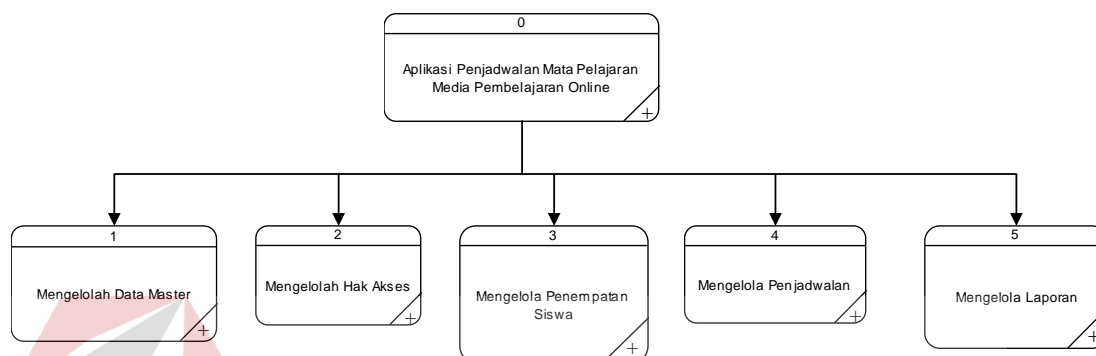 0
Aplikasi Penjadwalan Mata Pelajaran
Media Pembelajaran Online
+
1
Mengelolah Data Master
+
2
Mengelolah Hak Akses
+
3
Mengelola Penempatan
Siswa
+
4
Mengelola Penjadwalan
+
5
Mengelola Laporan
+